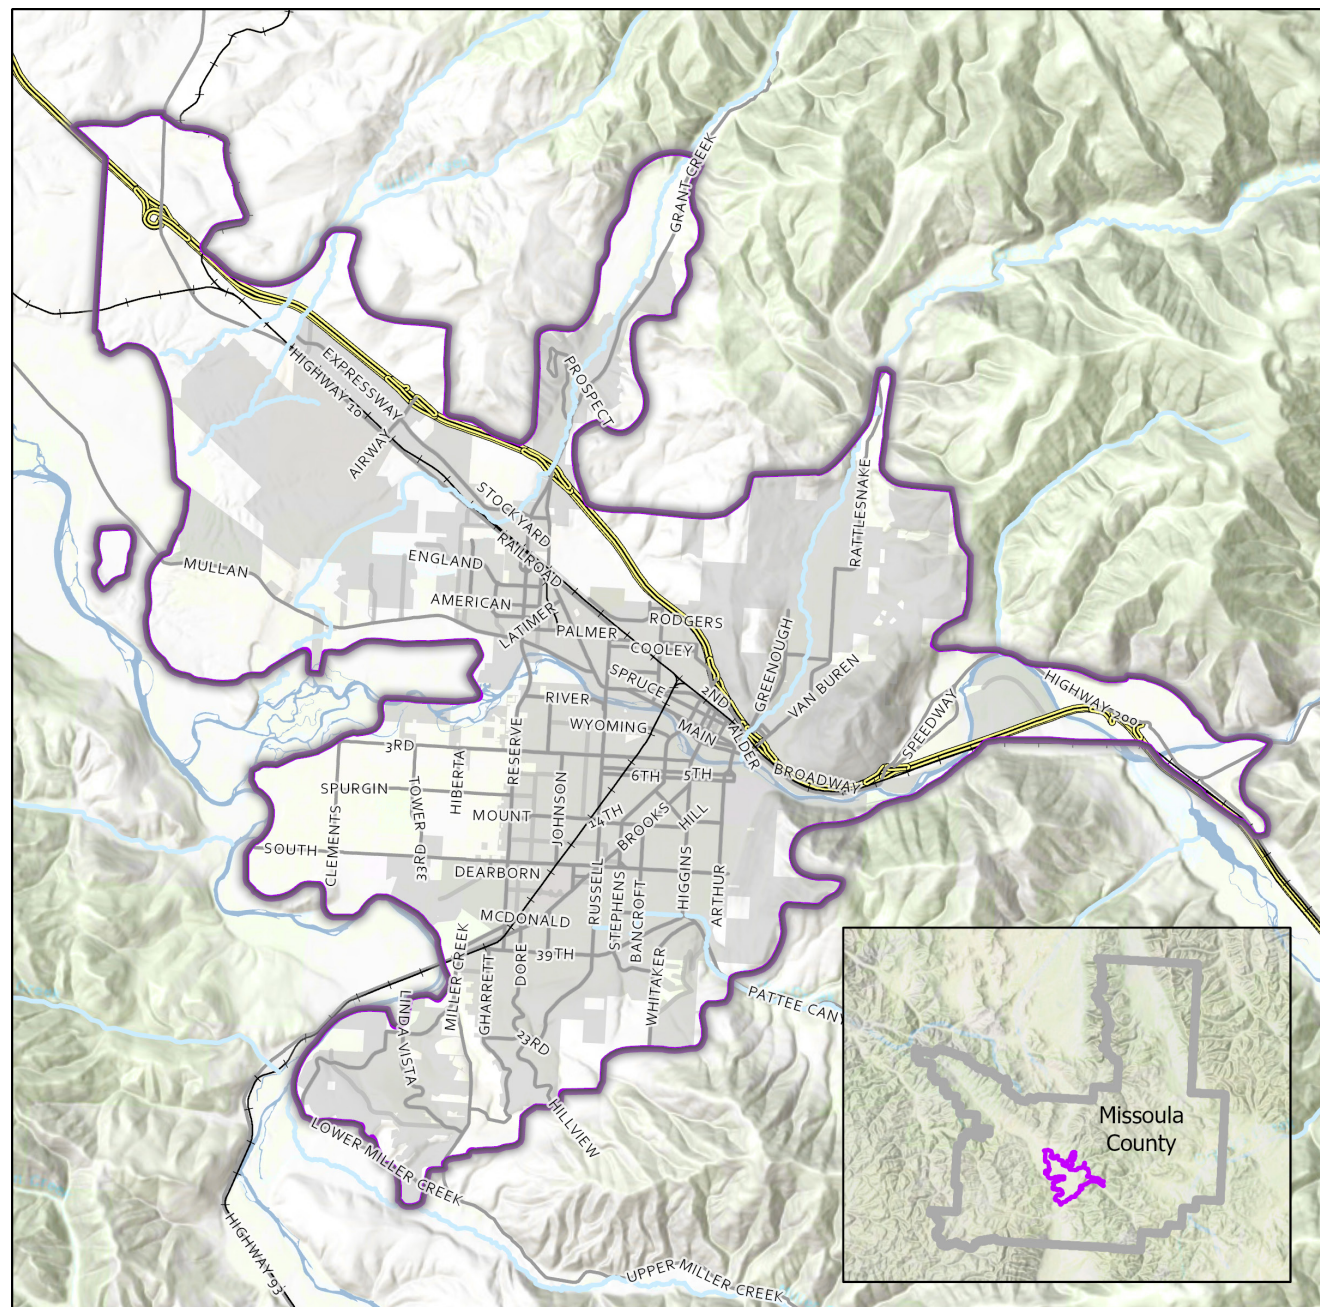 GRANT CREEK
PROSPECT
EXPRESSWAY
HIGHWAY 10
AIRWAY
STOCKYARD
RAILROAD
RATTLESNAKE
ENGLAND
MULLAN
AMERICAN
LATIMER
PALMER
RODGERS
COOLEY
GREENOUGH
VAN BUREN
SPRUCE
2ND
RIVER
WYOMING
MAIN
ALDER
SPEEDWAY
HIGHWAY 200
BROADWAY
3RD
RESERVE
HIBERTA
TOWER
6TH
5TH
SPURGIN
JOHNSON
MOUNT
14TH
BROOKS
HILL
CLEMENTS
SOUTH
33RD
DEARBORN
RUSSELL
STEPHENS
BANCROFT
HIGGINS
ARTHUR
MCDONALD
MILLER CREEK
GHARRETT
DORE
39TH
WHITAKER
PATTEE CANY
LINDA VISTA
23RD
HILLVIEW
LOWER MILLER CREEK
HIGHWAY 93
UPPER MILLER CREEK
Missoula
County